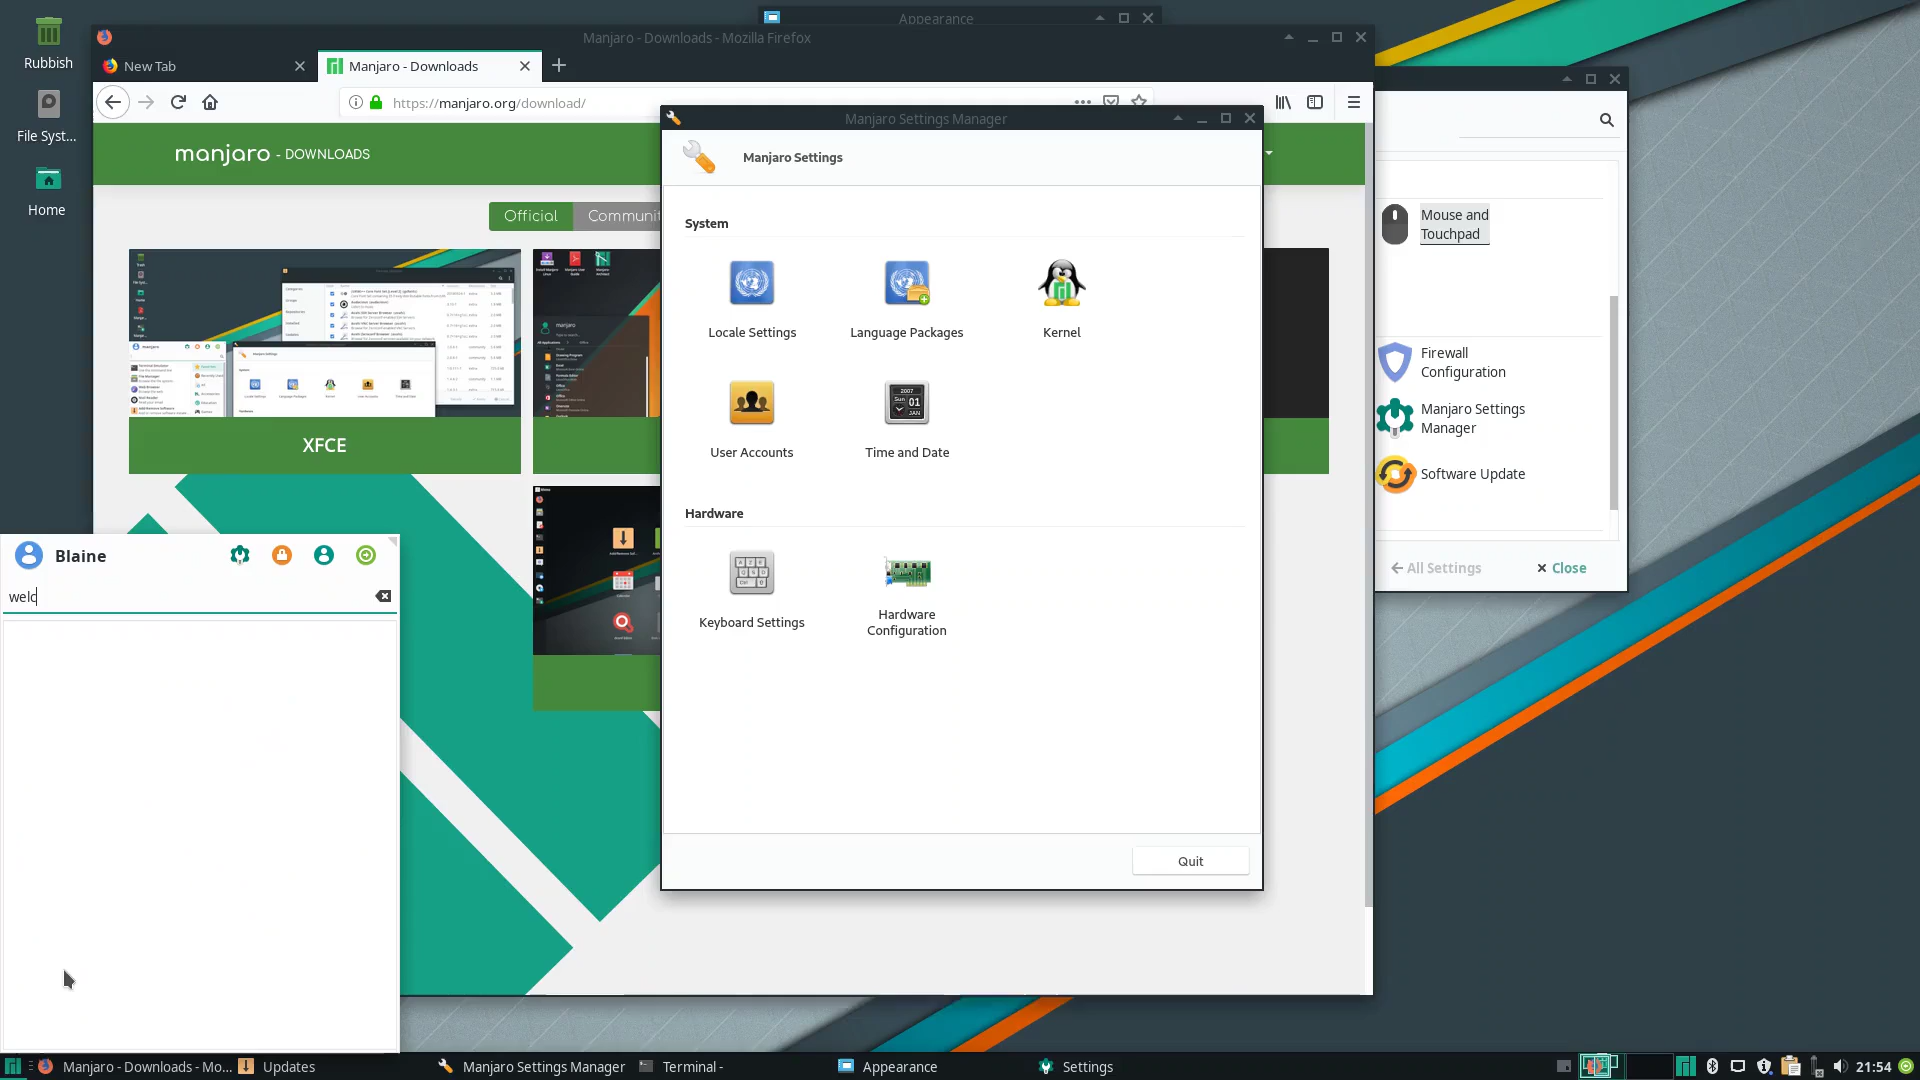 Rubbish
File Syst...
Home
Appearance
Manjaro - Downloads - Mozilla Firefox
New Tab
Manjaro - Downloads
https://manjaro.org/download/
manjaro - DOWNLOADS
Official
Communit
XFCE
Manjaro Settings Manager
Manjaro Settings
System
Locale Settings
Language Packages
Kernel
User Accounts
Time and Date
Hardware
Keyboard Settings
Hardware
Configuration
Quit
Mouse and
Touchpad
Firewall
Configuration
Manjaro Settings
Manager
Software Update
All Settings
Close
Blaine
welc
Manjaro - Downloads - Mo...
Updates
Manjaro Settings Manager
Terminal -
Appearance
Settings
21:54